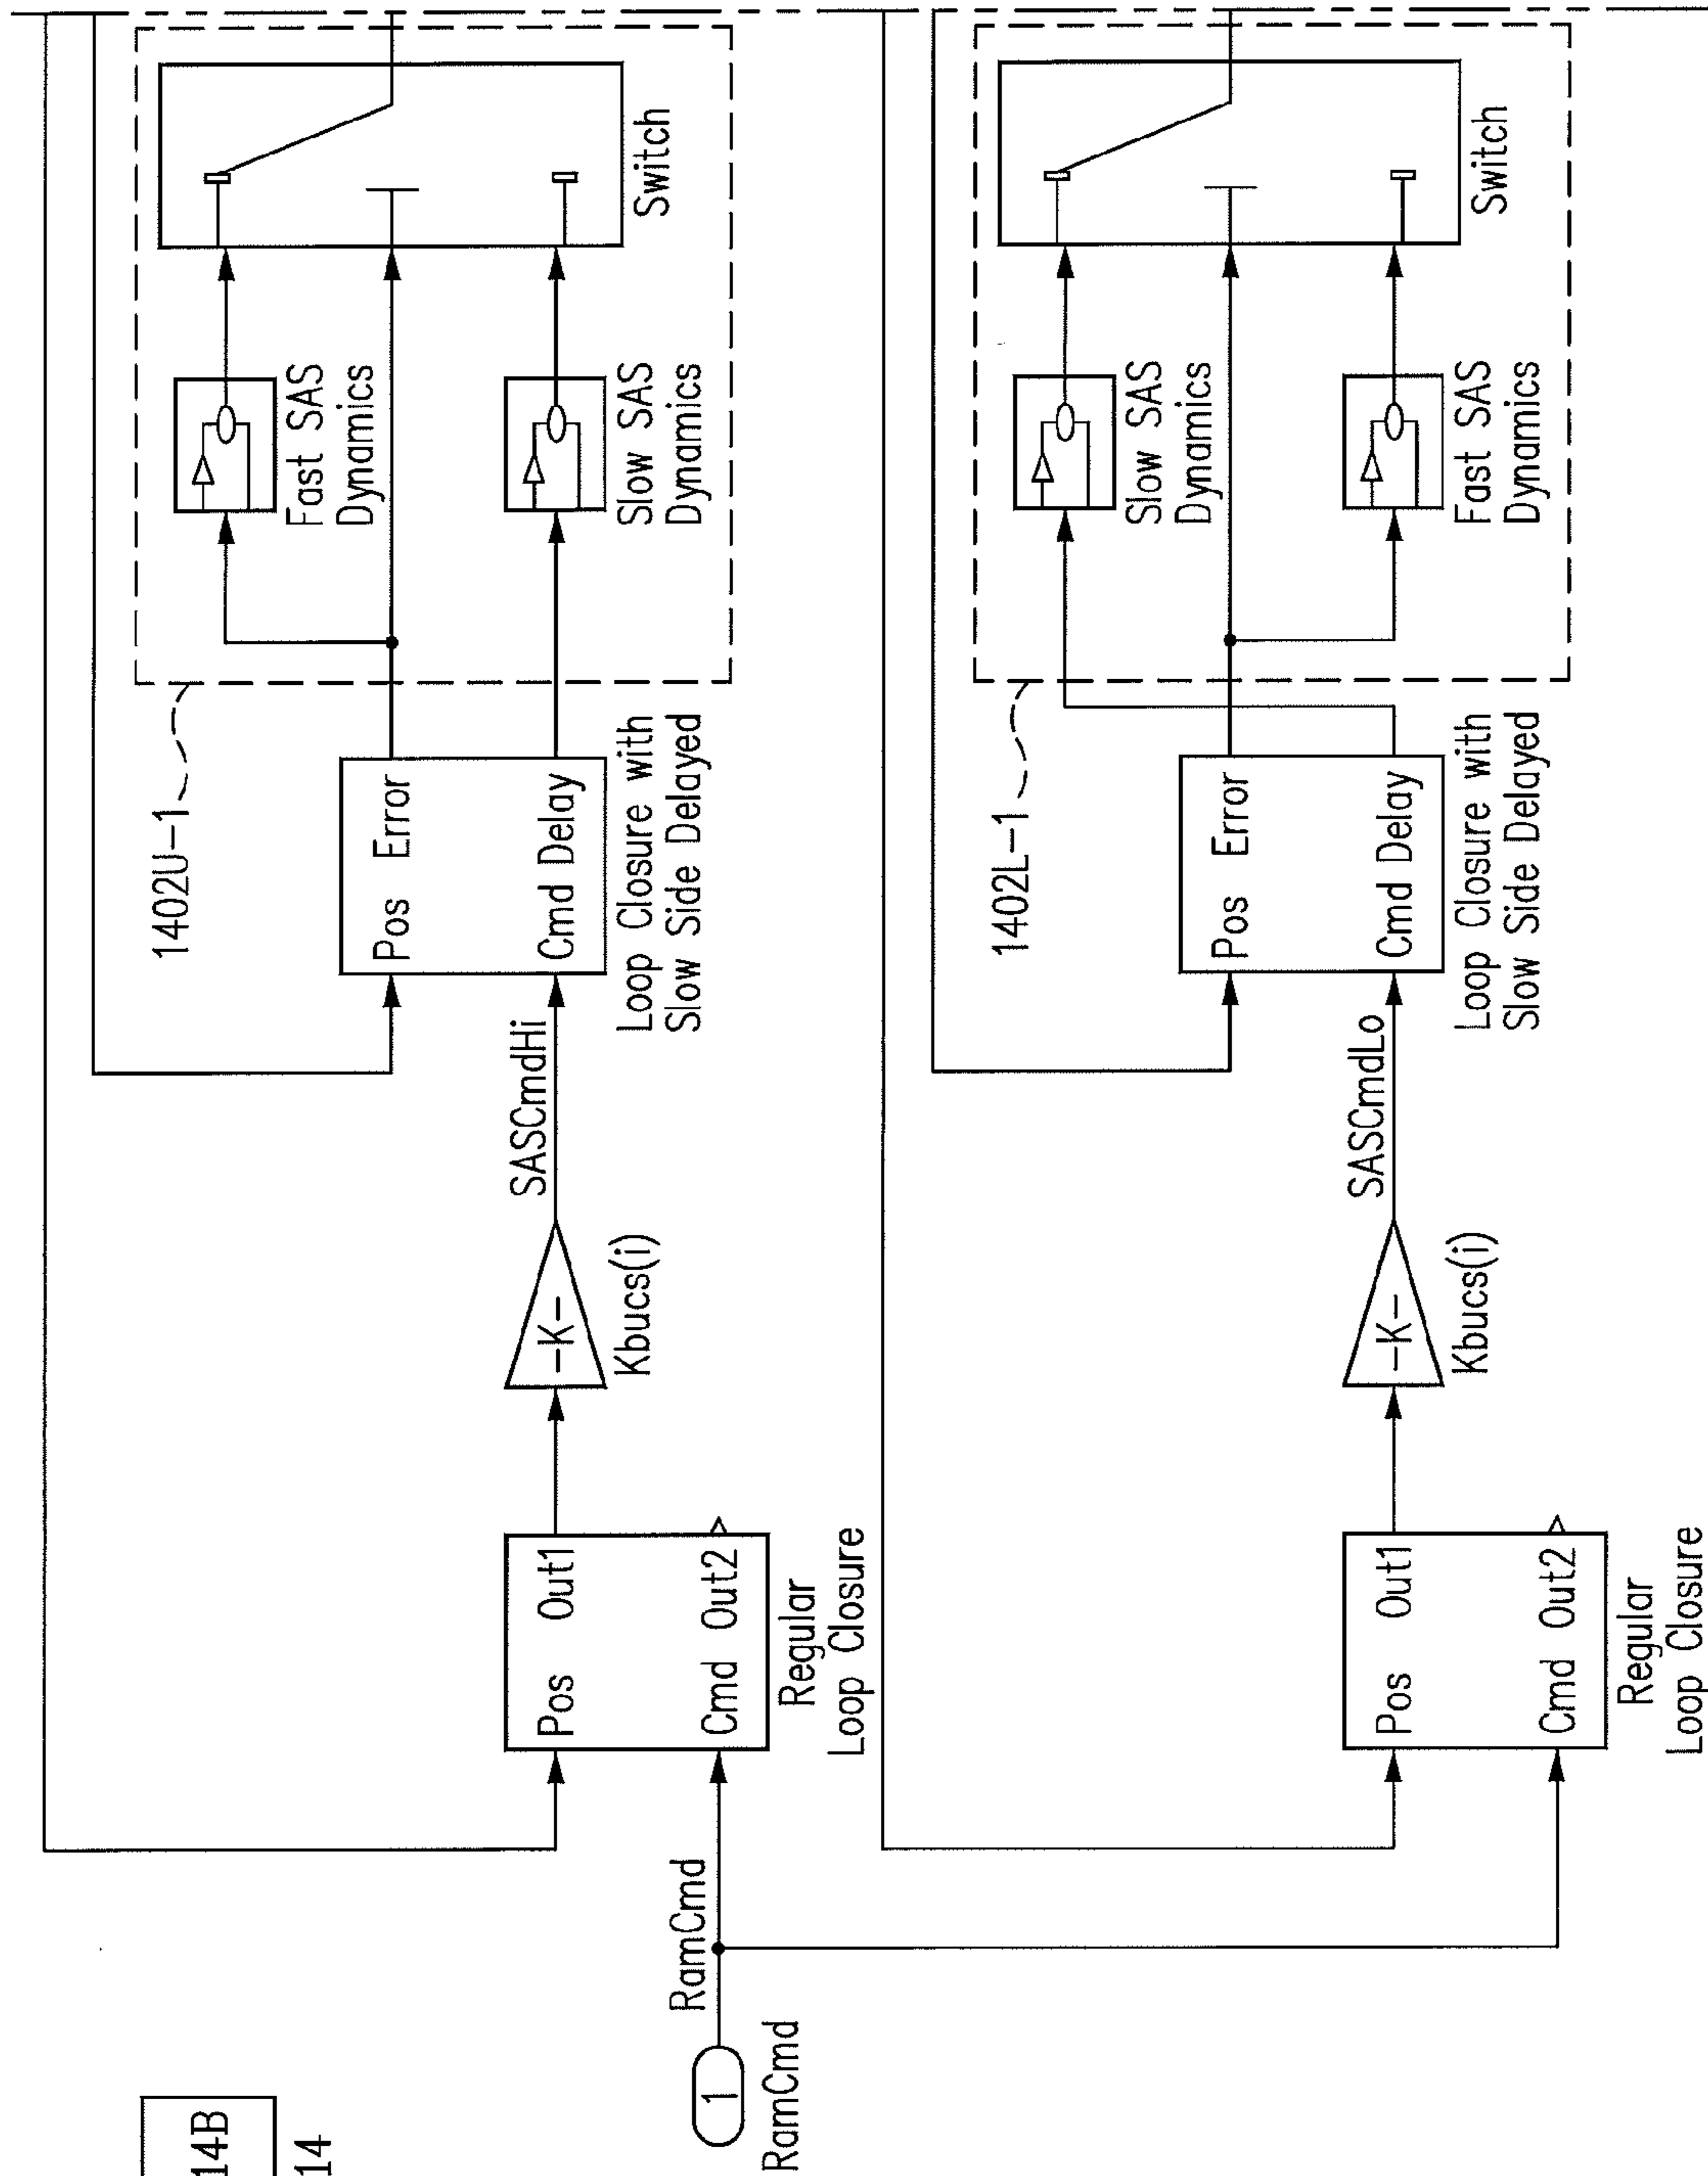 14B
14
1
RamCmd
RamCmd
Pos Out1
Cmd Out2
Regular
Loop Closure
-K-
Kbucs(i)
SASCmdHi
1402U-1
Pos Error
Cmd Delay
Loop Closure with
Slow Side Delayed
Fast SAS
Dynamics
Slow SAS
Dynamics
Switch
Pos Out1
Cmd Out2
Regular
Loop Closure
-K-
Kbucs(i)
SASCmdLo
1402L-1
Pos Error
Cmd Delay
Loop Closure with
Slow Side Delayed
Slow SAS
Dynamics
Fast SAS
Dynamics
Switch